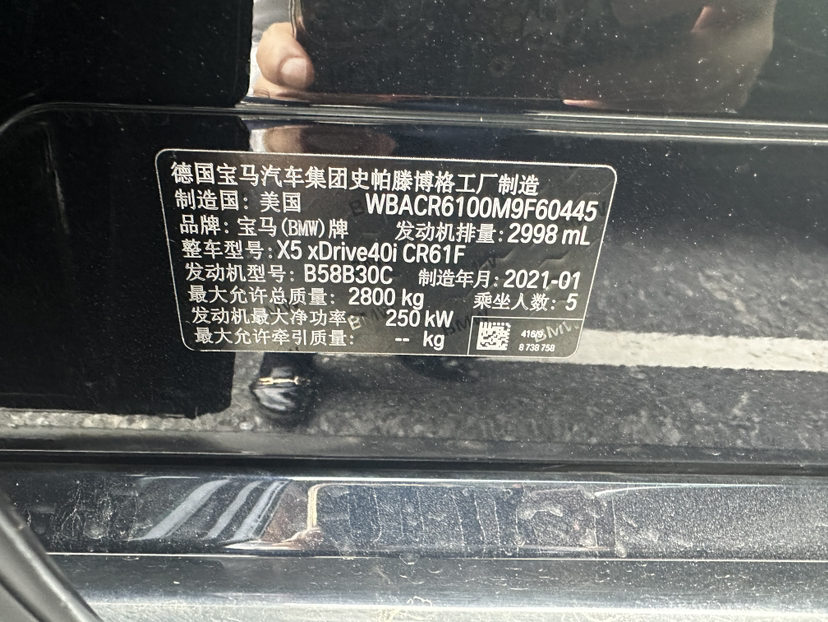 德国宝马汽车集团史帕滕博格工厂制造
制造国: 美国 WBACR6100M9F60445
品牌: 宝马(BMW)牌 发动机排量: 2998 mL
整车型号: X5 xDrive40i CR61F
发动机型号: B58B30C 制造年月: 2021-01
最大允许总质量: 2800 kg 乘坐人数: 5
发动机最大净功率: 250 kW
最大允许牵引质量: -- kg
8 738 758